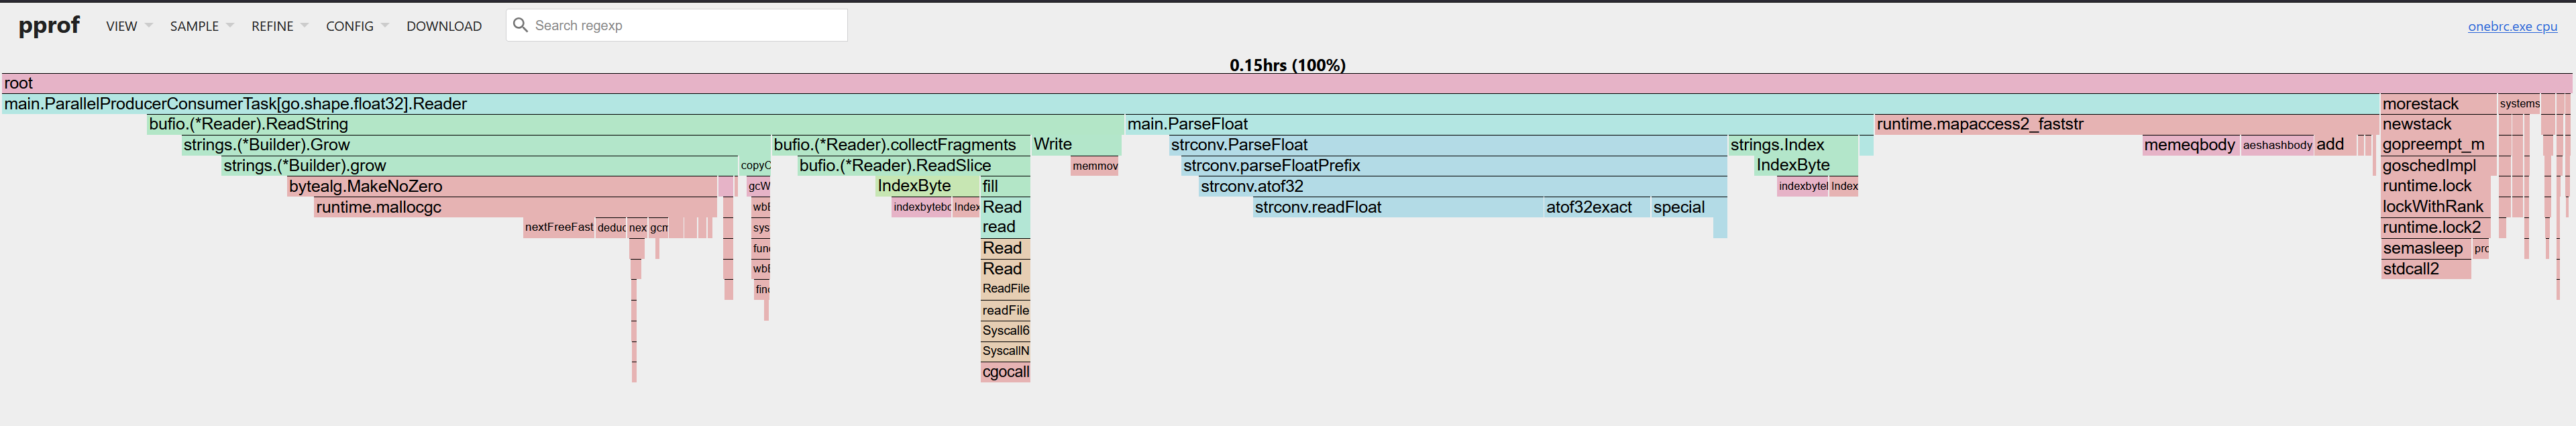 pprof VIEW SAMPLE REFINE CONFIG DOWNLOAD Search regexp onebrc.exe cpu
0.15hrs (100%)
root
main.ParallelProducerConsumerTask[go.shape.float32].Reader morestack systems
bufio.(*Reader).ReadString main.ParseFloat runtime.mapaccess2_faststr newstack
strings.(*Builder).Grow bufio.(*Reader).collectFragments Write strconv.ParseFloat strings.Index memeqbody aeshashbody add gopreempt_m
strings.(*Builder).grow copyC bufio.(*Reader).ReadSlice memmov strconv.parseFloatPrefix IndexByte goschedImpl
bytealg.MakeNoZero gcW IndexByte fill strconv.atof32 indexbytel Index runtime.lock
runtime.mallocgc wbE indexbytebc Index Read strconv.readFloat atof32exact special lockWithRank
nextFreeFast deduc nex gcm sys read runtime.lock2
func Read semasleep prc
wbE Read stdcall2
find ReadFile
readFile
Syscall6
SyscallN
cgocall